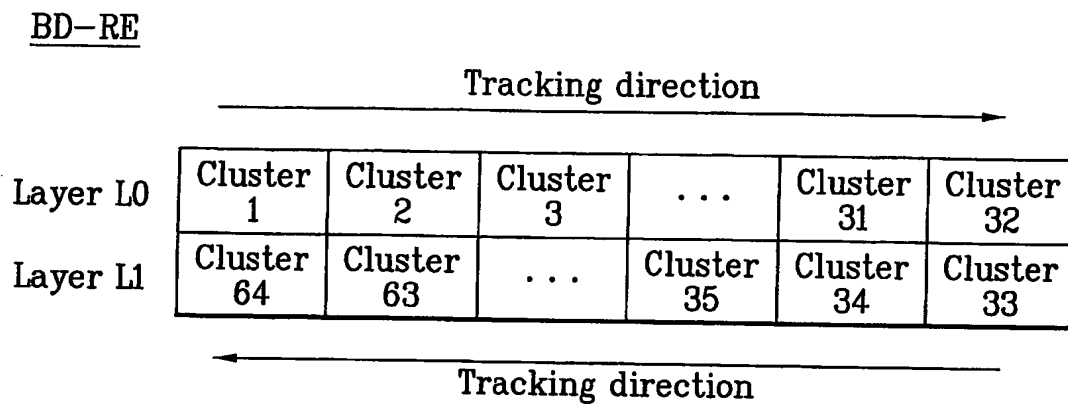 BD-RE
Tracking direction
Layer L0 Cluster 1 Cluster 2 Cluster 3 ... Cluster 31 Cluster 32
Layer L1 Cluster 64 Cluster 63 ... Cluster 35 Cluster 34 Cluster 33
Tracking direction